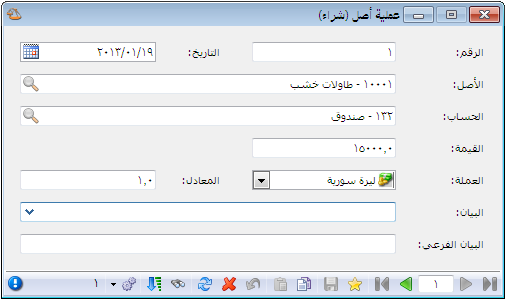 عملية أصل (شراء)
الرقم: ١ التاريخ: ٢٠١٣/٠١/١٩
الأصل: ١٠٠٠١ - طاولات خشب
الحساب: ١٣٢ - صندوق
القيمة: ١٥٠٠٠,٠
العملة: ليرة سورية المعادل: ١,٠
البيان:
البيان الفرعي:
١ ١